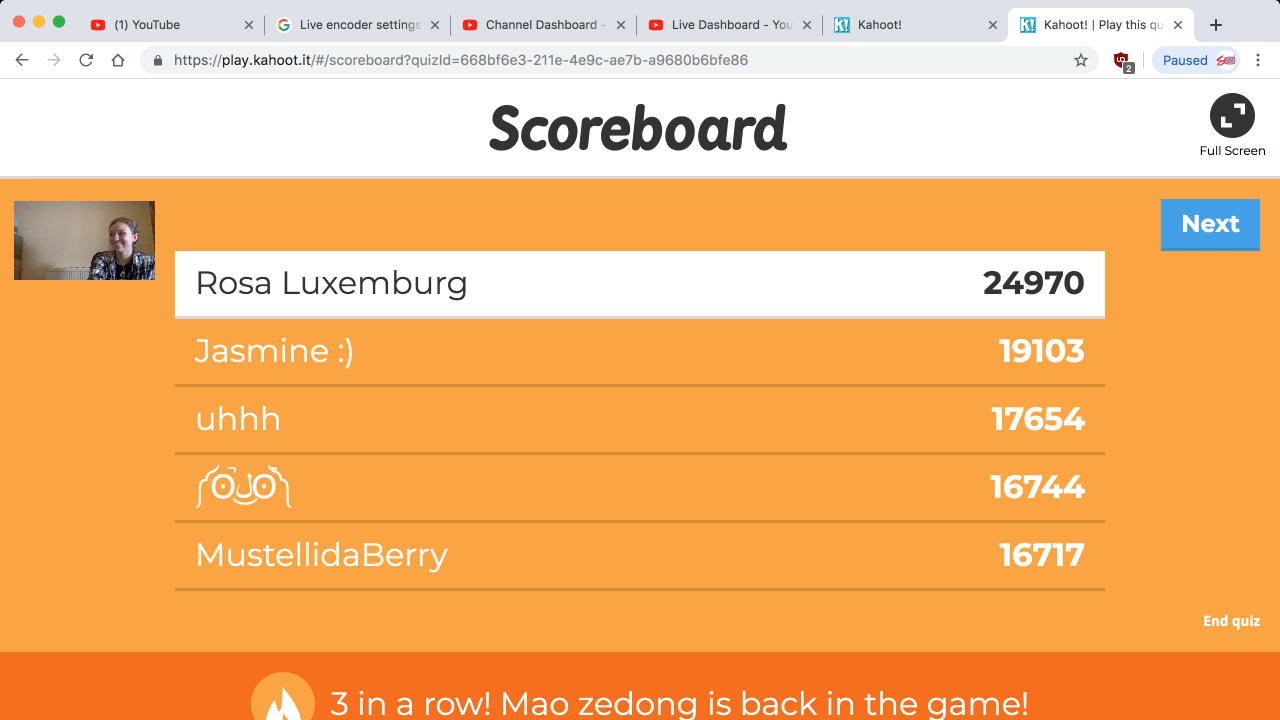 (1) YouTube
Live encoder settings
Channel Dashboard -
Live Dashboard - You
Kahoot!
Kahoot! | Play this qu
https://play.kahoot.it/#/scoreboard?quizId=668bf6e3-211e-4e9c-ae7b-a9680b6bfe86
2
Paused
Scoreboard
Full Screen
Next
Rosa Luxemburg 24970
Jasmine :) 19103
uhhh 17654
16744
MustellidaBerry 16717
End quiz
3 in a row! Mao zedong is back in the game!